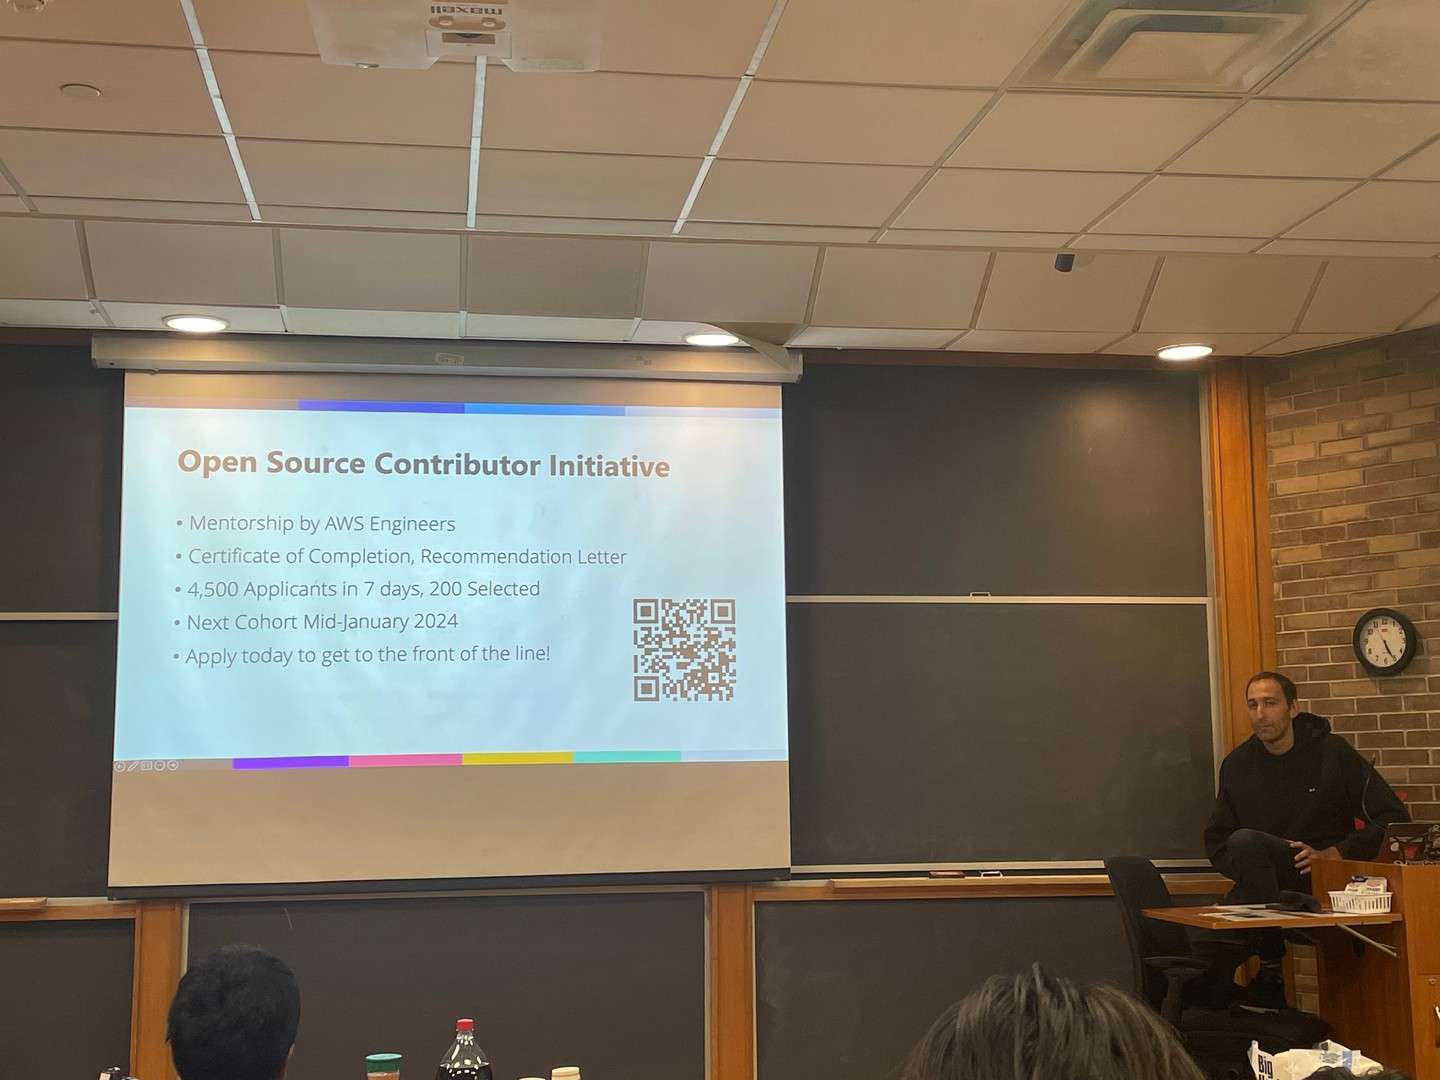 maxell
Open Source Contributor Initiative
• Mentorship by AWS Engineers
• Certificate of Completion, Recommendation Letter
• 4,500 Applicants in 7 days, 200 Selected
• Next Cohort Mid-January 2024
• Apply today to get to the front of the line!
Big